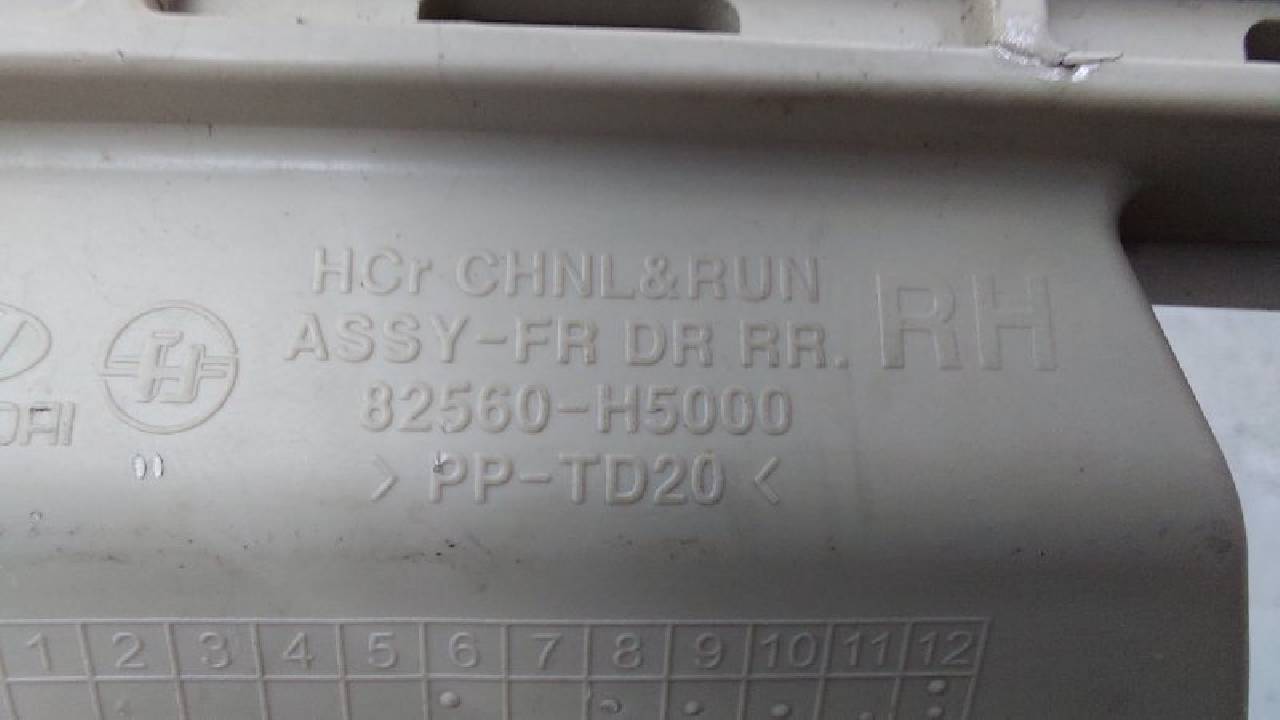 HCr CHNL&RUN
ASSY-FR DR RR. RH
82560-H5000
> PP-TD20 <
1 2 3 4 5 6 7 8 9 10 11 12